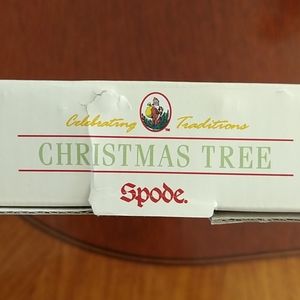 Celebrating Traditions
CHRISTMAS TREE
Spode.